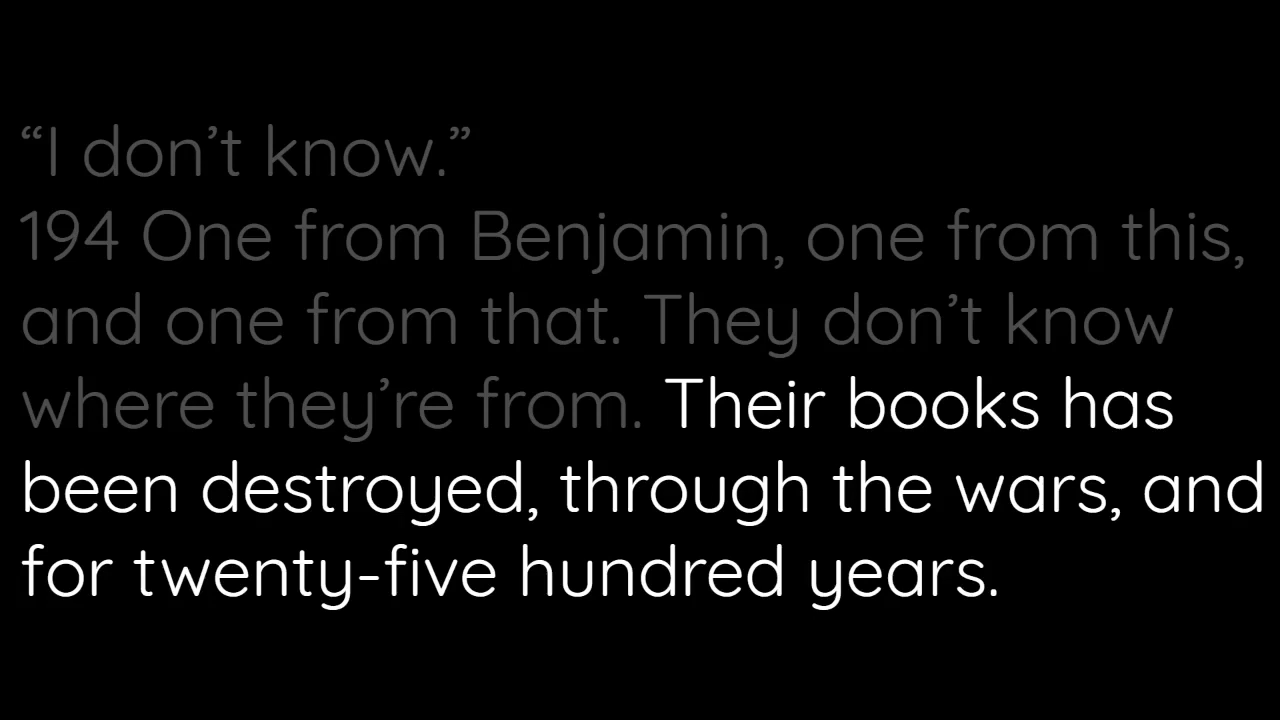 “I don’t know.”
194 One from Benjamin, one from this,
and one from that. They don’t know
where they’re from. Their books has
been destroyed, through the wars, and
for twenty-five hundred years.